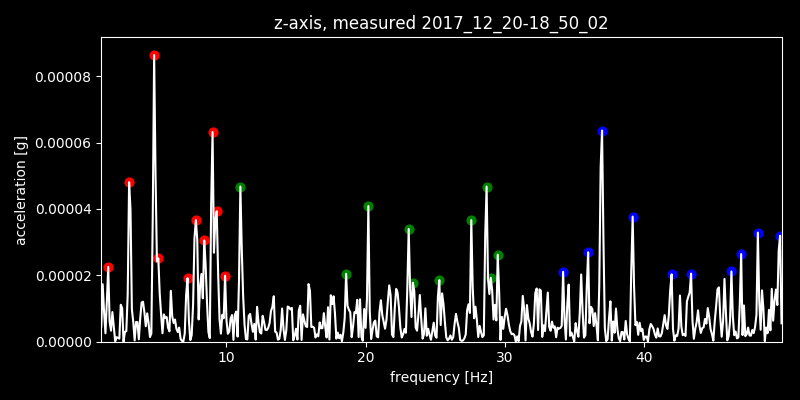 z-axis, measured 2017_12_20-18_50_02
0.00008
0.00006
0.00004
0.00002
0.00000
acceleration [g]
10 20 30 40
frequency [Hz]